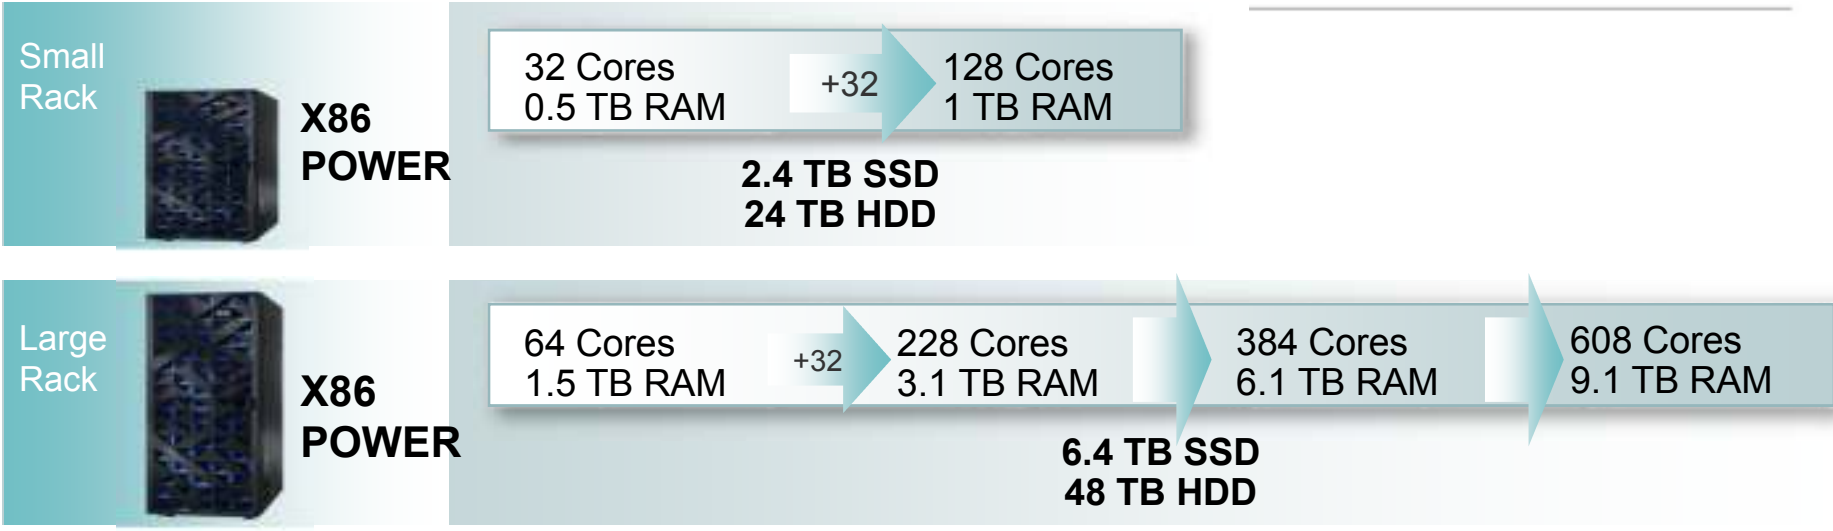 Small
Rack
X86
POWER
32 Cores
0.5 TB RAM
+32
128 Cores
1 TB RAM
2.4 TB SSD
24 TB HDD
Large
Rack
X86
POWER
64 Cores
1.5 TB RAM
+32
228 Cores
3.1 TB RAM
384 Cores
6.1 TB RAM
608 Cores
9.1 TB RAM
6.4 TB SSD
48 TB HDD